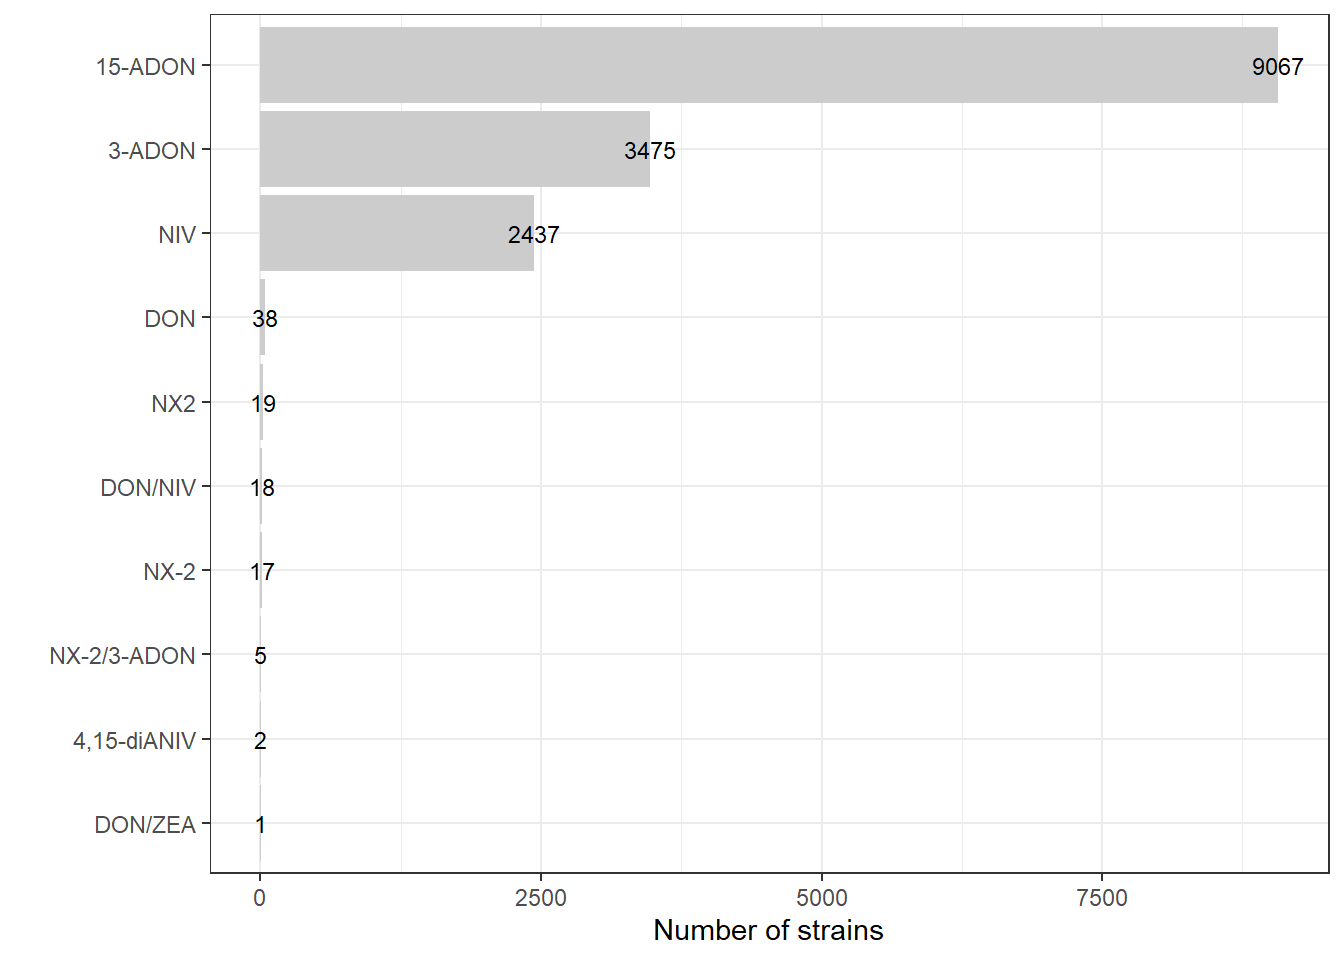 15-ADON 9067
3-ADON 3475
NIV 2437
DON 38
NX2 19
DON/NIV 18
NX-2 17
NX-2/3-ADON 5
4,15-diANIV 2
DON/ZEA 1
0 2500 5000 7500
Number of strains